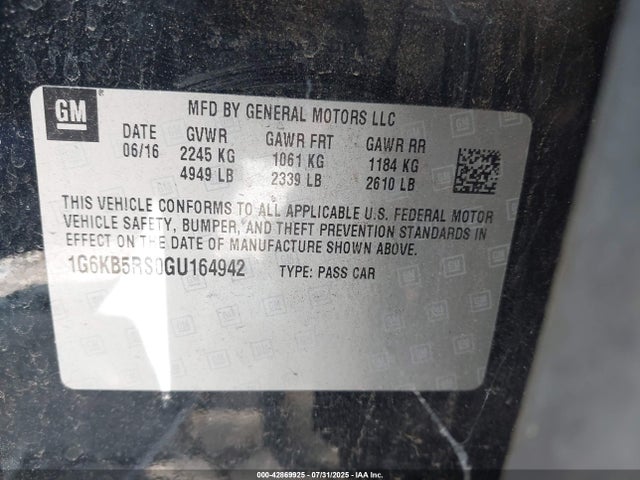 GM
MFD BY GENERAL MOTORS LLC
DATE GVWR GAWR FRT GAWR RR
06/16 2245 KG 1061 KG 1184 KG
4949 LB 2339 LB 2610 LB
THIS VEHICLE CONFORMS TO ALL APPLICABLE U.S. FEDERAL MOTOR
VEHICLE SAFETY, BUMPER, AND THEFT PREVENTION STANDARDS
IN EFFECT ON THE DATE OF MANUFACTURE SHOWN ABOVE.
1G6KB5RS0GU164942 TYPE: PASS CAR
000-42869925 - 07/31/2025 - IAA Inc.